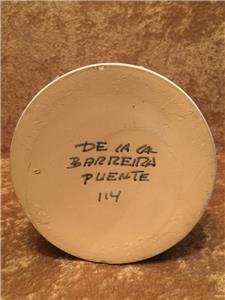 DE LA CAL
BARREIRA
PUENTE
114